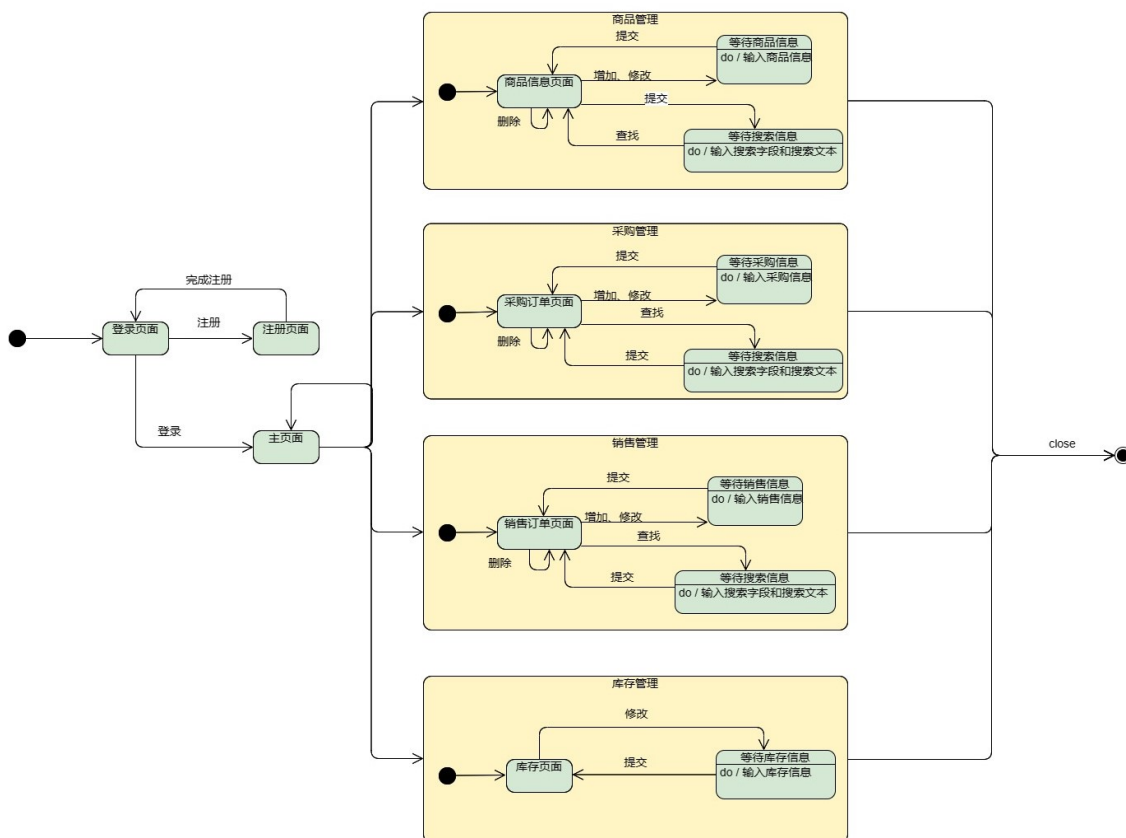 商品管理
提交
等待商品信息
do / 输入商品信息
商品信息页面
增加、修改
提交
删除
查找
等待搜索信息
do / 输入搜索字段和搜索文本
采购管理
提交
等待采购信息
do / 输入采购信息
采购订单页面
增加、修改
查找
删除
提交
等待搜索信息
do / 输入搜索字段和搜索文本
完成注册
登录页面
注册
注册页面
登录
主页面
销售管理
提交
等待销售信息
do / 输入销售信息
销售订单页面
增加、修改
查找
删除
提交
等待搜索信息
do / 输入搜索字段和搜索文本
close
库存管理
修改
库存页面
提交
等待库存信息
do / 输入库存信息